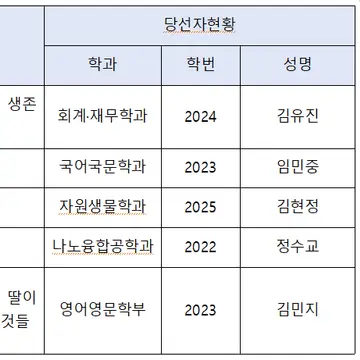 당선자현황
학과 학번 성명
생존 회계·재무학과 2024 김유진
국어국문학과 2023 임민중
자원생물학과 2025 김현정
나노융합공학과 2022 정수교
딸이
것들 영어영문학부 2023 김민지